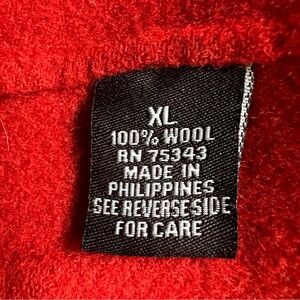 XL
100% WOOL
RN 75343
MADE IN
PHILIPPINES
SEE REVERSE SIDE
FOR CARE